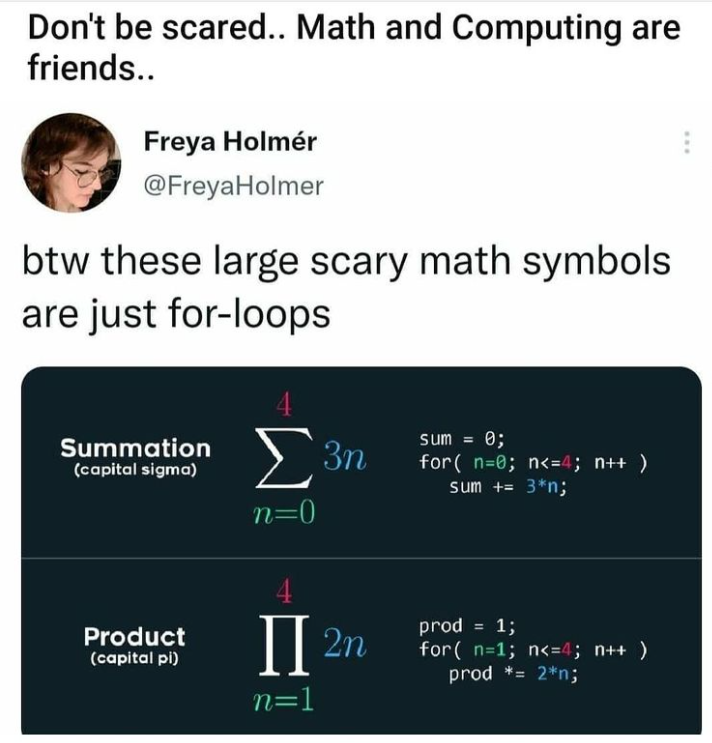 Don't be scared.. Math and Computing are
friends..
Freya Holmér
@FreyaHolmer
btw these large scary math symbols
are just for-loops
4
Summation
(capital sigma)
∑ 3n
n=0
sum = 0;
for( n=0; n<=4; n++ )
sum += 3*n;
4
Product
(capital pi)
∏ 2n
n=1
prod = 1;
for( n=1; n<=4; n++ )
prod *= 2*n;